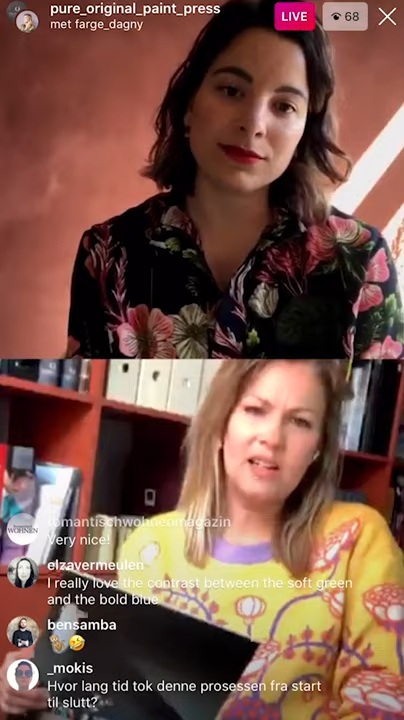 pure_original_paint_press
LIVE
68
met farge_dagny
WOHNEN
romantischwohnenmagazin
Very nice!
elzavermeulen
I really love the contrast between the soft green
and the bold blue
bensamba
_mokis
Hvor lang tid tok denne prosessen fra start
til slutt?